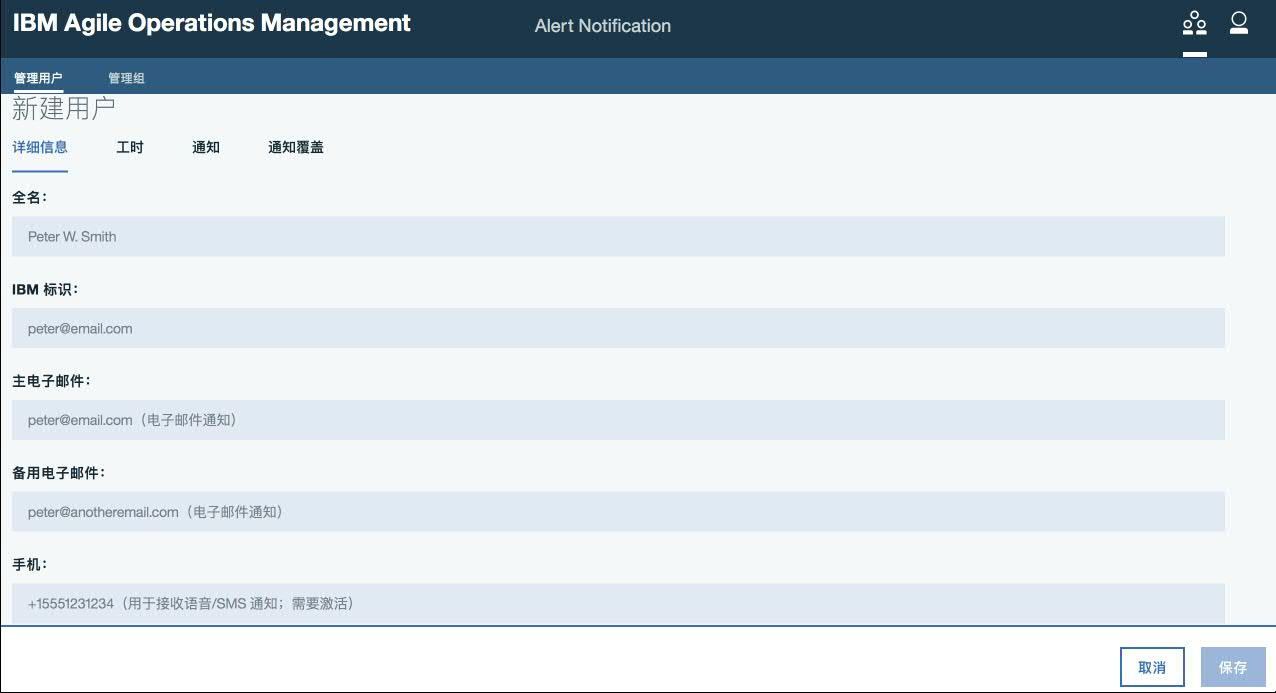 IBM Agile Operations Management
Alert Notification
管理用户 管理组
新建用户
详细信息 工时 通知 通知覆盖
全名：
Peter W. Smith
IBM 标识：
peter@email.com
主电子邮件：
peter@email.com（电子邮件通知）
备用电子邮件：
peter@anotheremail.com（电子邮件通知）
手机：
+15551231234（用于接收语音/SMS 通知；需要激活）
取消 保存